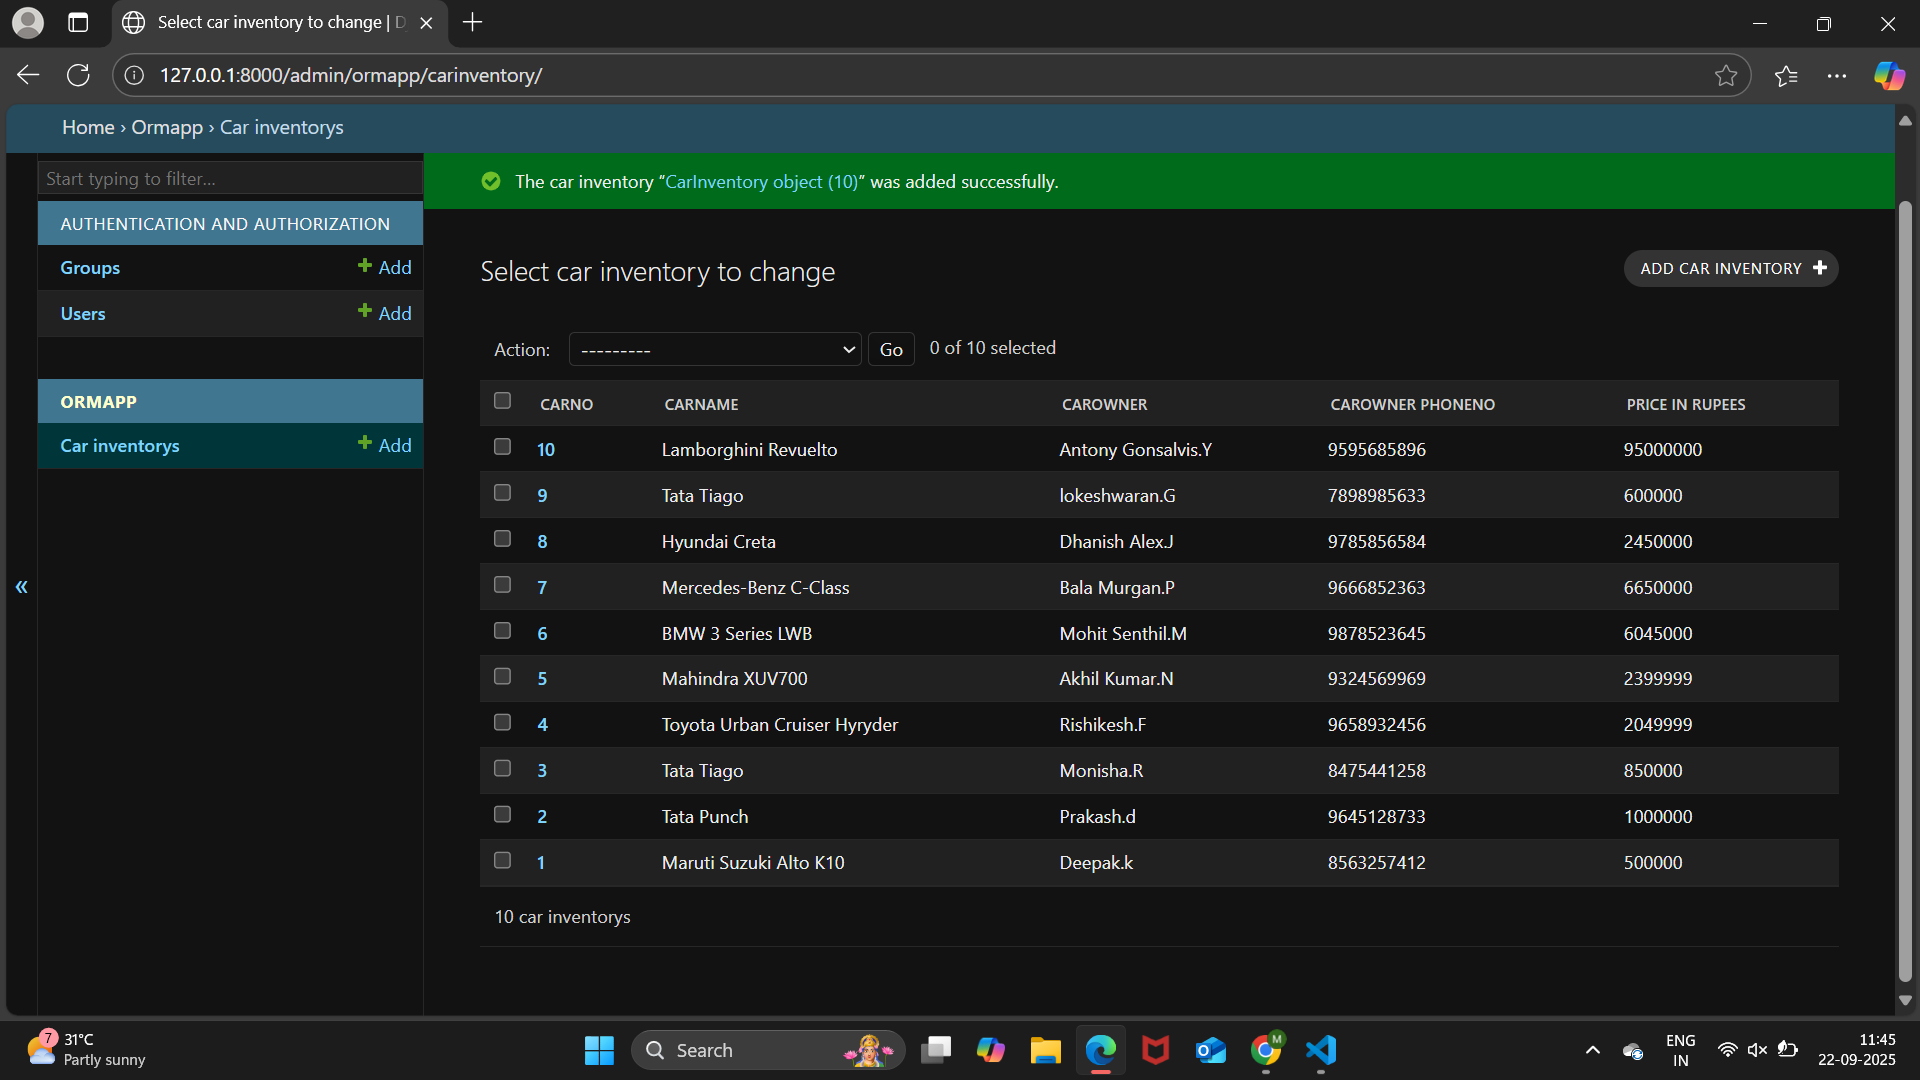 Select car inventory to change | D
127.0.0.1:8000/admin/ormapp/carinventory/
Home › Ormapp › Car inventorys
Start typing to filter...
AUTHENTICATION AND AUTHORIZATION
Groups + Add
Users + Add
ORMAPP
Car inventorys + Add
«
The car inventory “CarInventory object (10)” was added successfully.
Select car inventory to change
ADD CAR INVENTORY +
Action: --------- Go 0 of 10 selected
CARNO CARNAME CAROWNER CAROWNER PHONENO PRICE IN RUPEES
10 Lamborghini Revuelto Antony Gonsalvis.Y 9595685896 95000000
9 Tata Tiago lokeshwaran.G 7898985633 600000
8 Hyundai Creta Dhanish Alex.J 9785856584 2450000
7 Mercedes-Benz C-Class Bala Murgan.P 9666852363 6650000
6 BMW 3 Series LWB Mohit Senthil.M 9878523645 6045000
5 Mahindra XUV700 Akhil Kumar.N 9324569969 2399999
4 Toyota Urban Cruiser Hyryder Rishikesh.F 9658932456 2049999
3 Tata Tiago Monisha.R 8475441258 850000
2 Tata Punch Prakash.d 9645128733 1000000
1 Maruti Suzuki Alto K10 Deepak.k 8563257412 500000
10 car inventorys
7
31°C
Partly sunny
Search
M
ENG
IN
11:45
22-09-2025